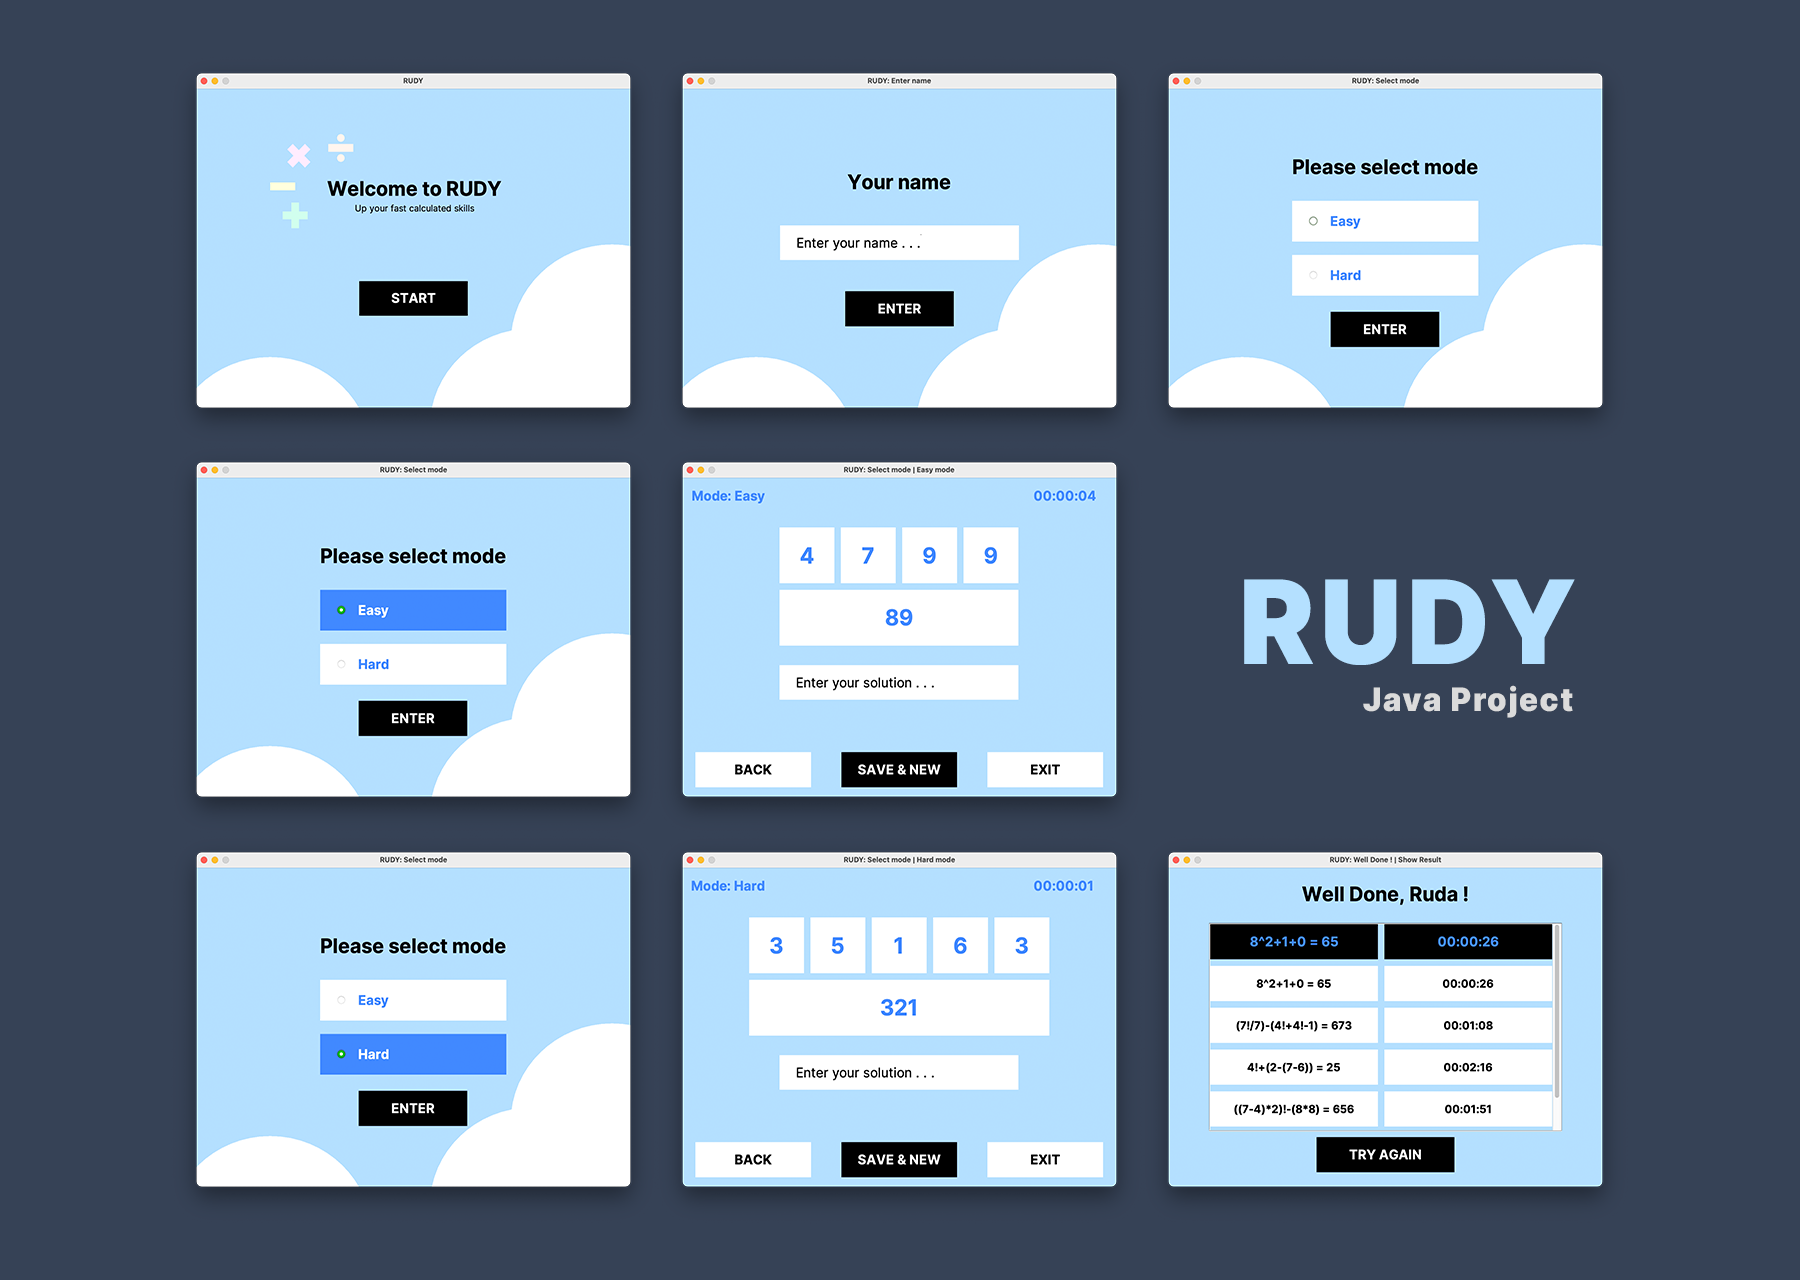 RUDY
Welcome to RUDY
Up your fast calculated skills
START
RUDY: Enter name
Your name
Enter your name . . .
ENTER
RUDY: Select mode
Please select mode
Easy
Hard
ENTER
RUDY: Select mode
Please select mode
Easy
Hard
ENTER
RUDY: Select mode | Easy mode
Mode: Easy 00:00:04
4 7 9 9
89
Enter your solution . . .
BACK SAVE & NEW EXIT
RUDY
Java Project
RUDY: Select mode
Please select mode
Easy
Hard
ENTER
RUDY: Select mode | Hard mode
Mode: Hard 00:00:01
3 5 1 6 3
321
Enter your solution . . .
BACK SAVE & NEW EXIT
RUDY: Well Done ! | Show Result
Well Done, Ruda !
8^2+1+0 = 65 00:00:26
8^2+1+0 = 65 00:00:26
(7!/7)-(4!+4!-1) = 673 00:01:08
4!+(2-(7-6)) = 25 00:02:16
((7-4)*2)!-(8*8) = 656 00:01:51
TRY AGAIN